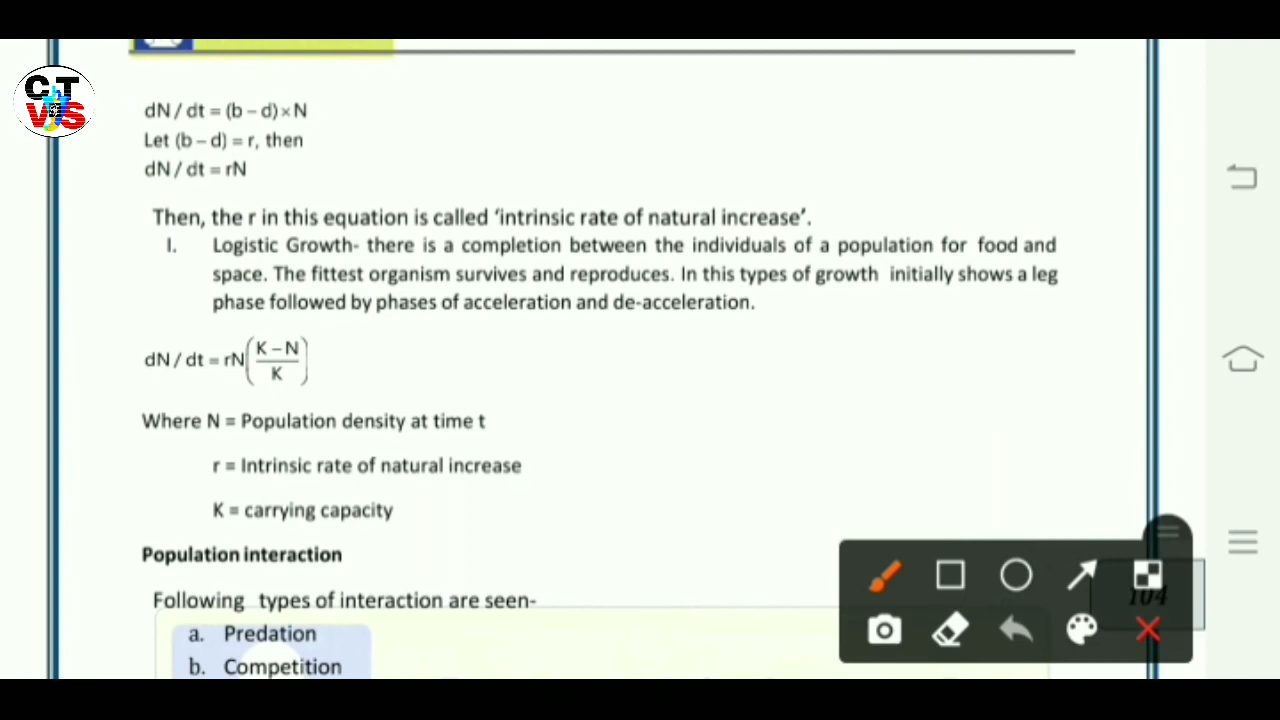 CTVS
dN / dt = (b – d) × N
Let (b – d) = r, then
dN / dt = rN
Then, the r in this equation is called ‘intrinsic rate of natural increase’.
I. Logistic Growth- there is a completion between the individuals of a population for food and
space. The fittest organism survives and reproduces. In this types of growth initially shows a leg
phase followed by phases of acceleration and de-acceleration.
dN / dt = rN(K – N / K)
Where N = Population density at time t
r = Intrinsic rate of natural increase
K = carrying capacity
Population interaction
Following types of interaction are seen-
104
a. Predation
b. Competition